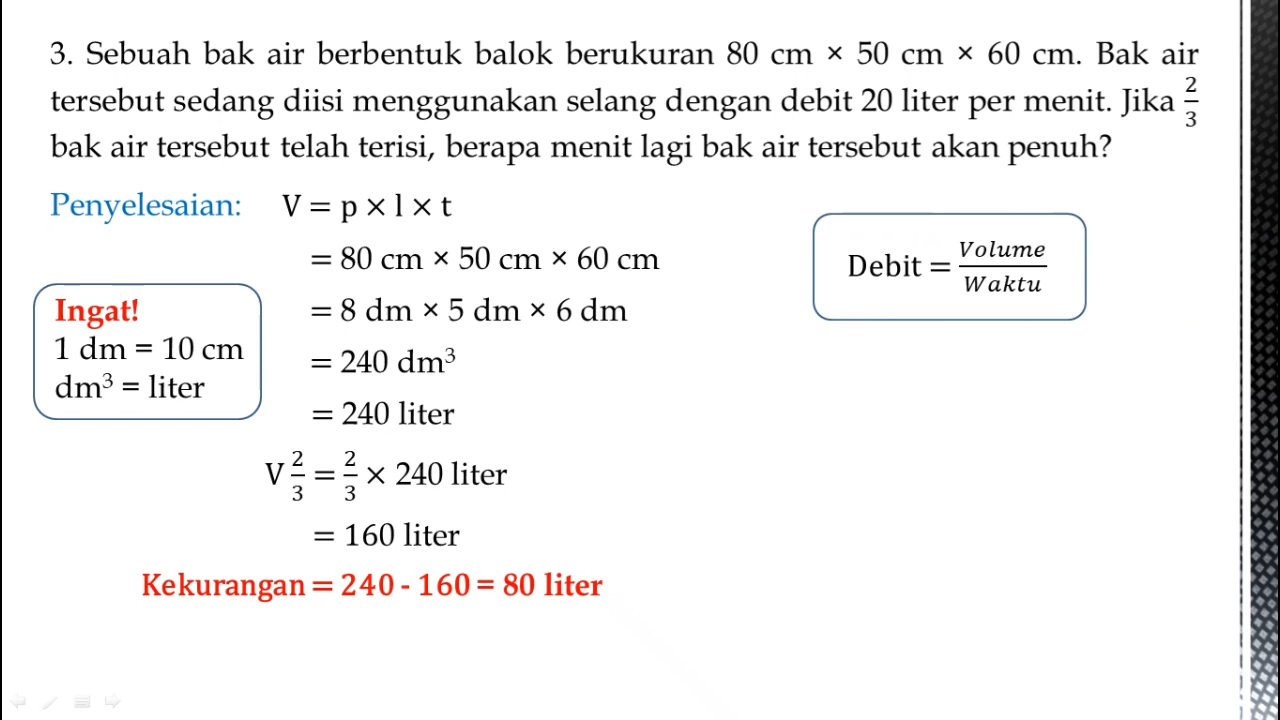 3. Sebuah bak air berbentuk balok berukuran 80 cm × 50 cm × 60 cm. Bak air
tersebut sedang diisi menggunakan selang dengan debit 20 liter per menit. Jika 2/3
bak air tersebut telah terisi, berapa menit lagi bak air tersebut akan penuh?
Penyelesaian: V = p × l × t
= 80 cm × 50 cm × 60 cm
= 8 dm × 5 dm × 6 dm
= 240 dm³
= 240 liter
V 2/3 = 2/3 × 240 liter
= 160 liter
Kekurangan = 240 - 160 = 80 liter
Ingat!
1 dm = 10 cm
dm³ = liter
Debit = Volume/Waktu